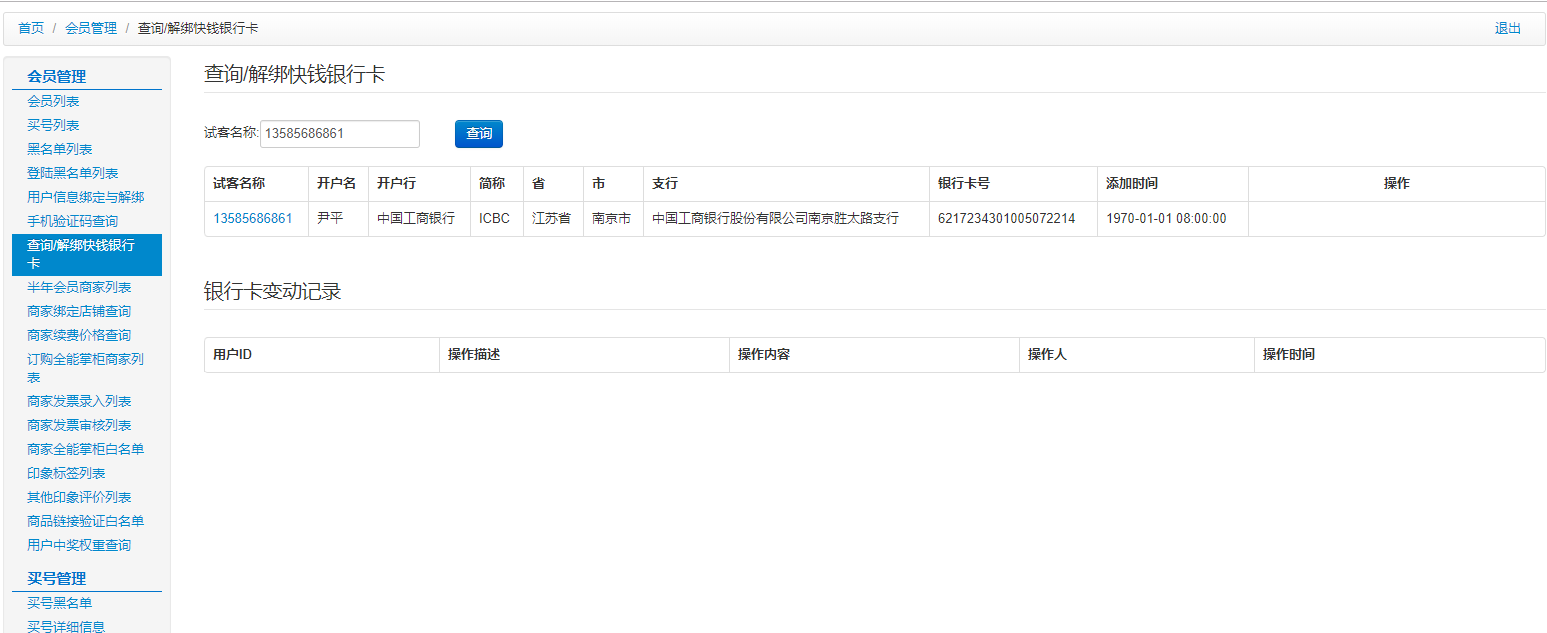 首页 / 会员管理 / 查询/解绑快钱银行卡 退出
会员管理
会员列表
买号列表
黑名单列表
登陆黑名单列表
用户信息绑定与解绑
手机验证码查询
查询/解绑快钱银行
卡
半年会员商家列表
商家绑定店铺查询
商家续费价格查询
订购全能掌柜商家列
表
商家发票录入列表
商家发票审核列表
商家全能掌柜白名单
印象标签列表
其他印象评价列表
商品链接验证白名单
用户中奖权重查询
买号管理
买号黑名单
买号详细信息
查询/解绑快钱银行卡
试客名称: 13585686861 查询
试客名称 开户名 开户行 简称 省 市 支行 银行卡号 添加时间 操作
13585686861 尹平 中国工商银行 ICBC 江苏省 南京市 中国工商银行股份有限公司南京胜太路支行 6217234301005072214 1970-01-01 08:00:00
银行卡变动记录
用户ID 操作描述 操作内容 操作人 操作时间